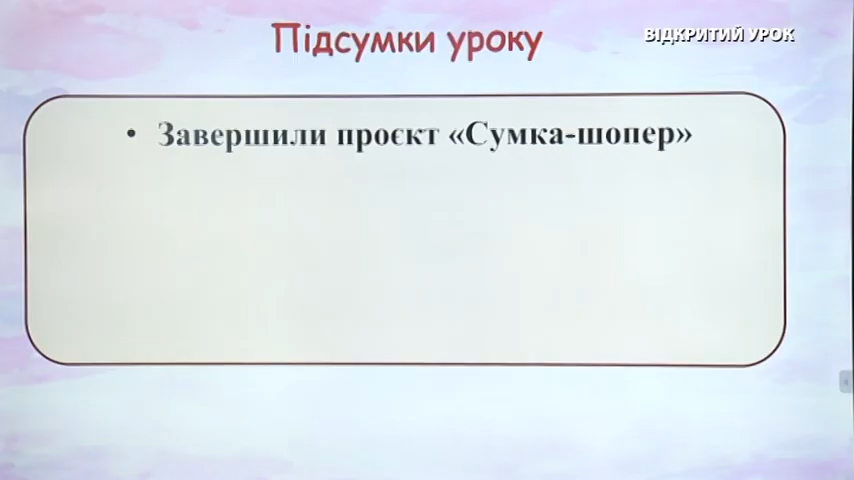 Підсумки уроку
ВІДКРИТИЙ УРОК
• Завершили проєкт «Сумка-шопер»